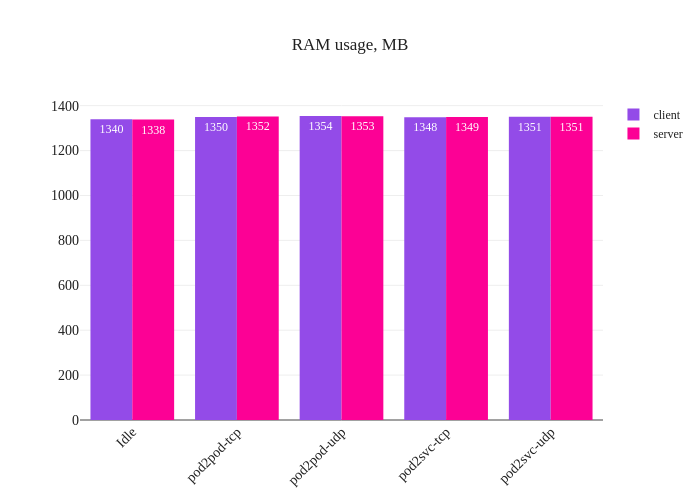 RAM usage, MB
1400
1200
1000
800
600
400
200
0
1340
1338
1350
1352
1354
1353
1348
1349
1351
1351
Idle
pod2pod-tcp
pod2pod-udp
pod2svc-tcp
pod2svc-udp
client
server